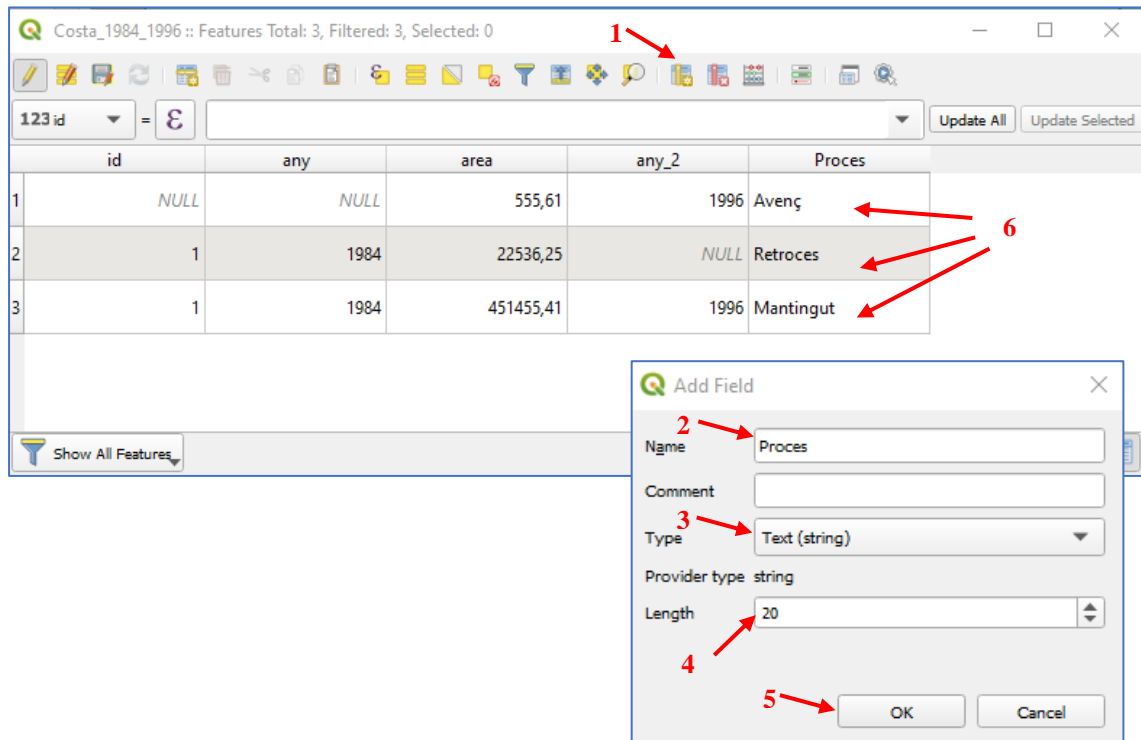 Costa_1984_1996 :: Features Total: 3, Filtered: 3, Selected: 0
1
123 id = ε Update All Update Selected
id any area any_2 Proces
1 NULL NULL 555,61 1996 Avenç
6
2 1 1984 22536,25 NULL Retroces
3 1 1984 451455,41 1996 Mantingut
Show All Features
Add Field
2
Name Proces
Comment
3
Type Text (string)
Provider type string
Length 20
4
5
OK Cancel